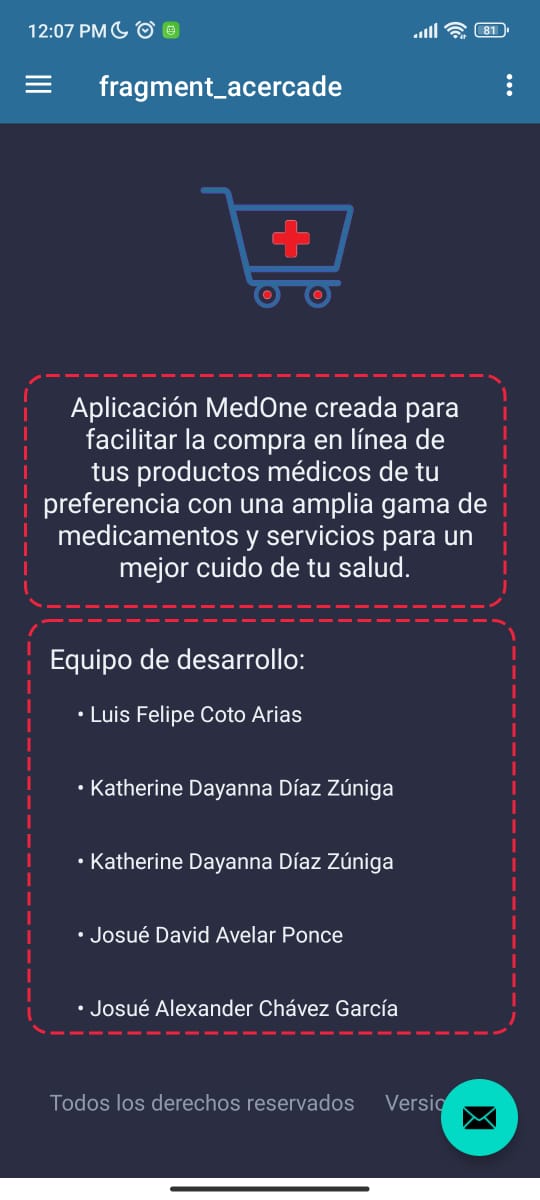 12:07 PM
81
fragment_acercade
Aplicación MedOne creada para
facilitar la compra en línea de
tus productos médicos de tu
preferencia con una amplia gama de
medicamentos y servicios para un
mejor cuido de tu salud.
Equipo de desarrollo:
• Luis Felipe Coto Arias
• Katherine Dayanna Díaz Zúniga
• Katherine Dayanna Díaz Zúniga
• Josué David Avelar Ponce
• Josué Alexander Chávez García
Todos los derechos reservados